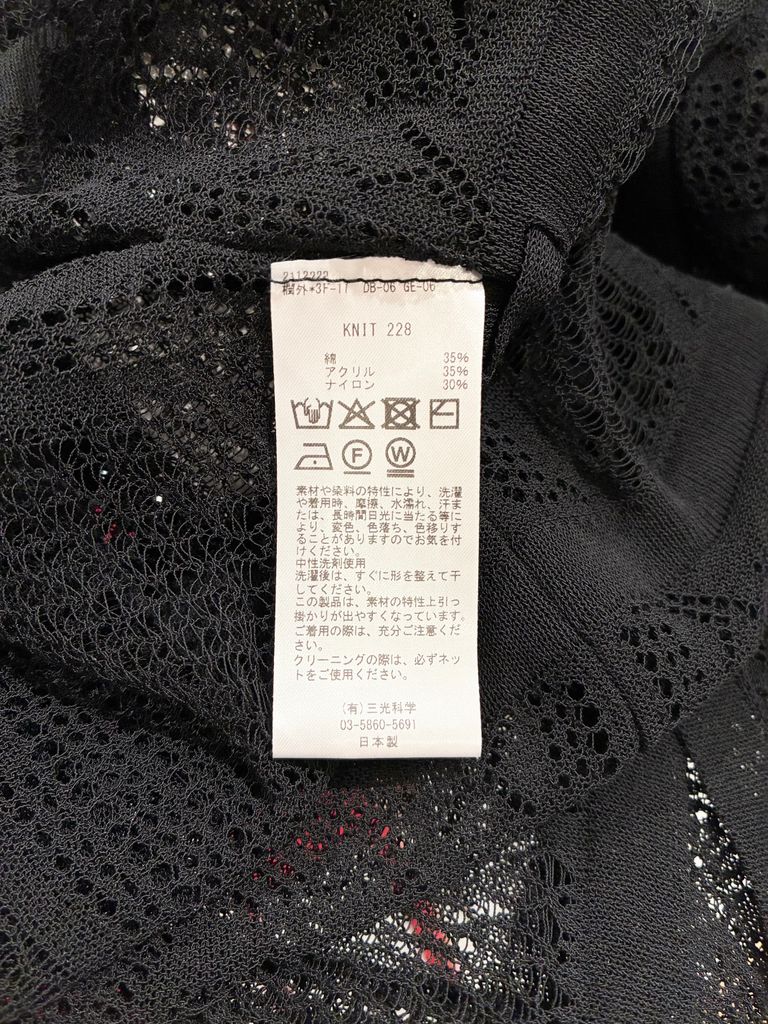 2112222
欄外*3F-11 DB-06 GE-06
KNIT 228
綿 35%
アクリル 35%
ナイロン 30%
F
W
素材や染料の特性により、洗濯
や着用時、摩擦、水濡れ、汗ま
たは、長時間日光に当たる等に
より、変色、色落ち、色移りす
ることがありますのでお気を付
けください。
中性洗剤使用
洗濯後は、すぐに形を整えて干
してください。
この製品は、素材の特性上引っ
掛かりが出やすくなっています。
ご着用の際は、充分ご注意くだ
さい。
クリーニングの際は、必ずネッ
トをご使用ください。
(有)三光科学
03-5860-5691
日本製